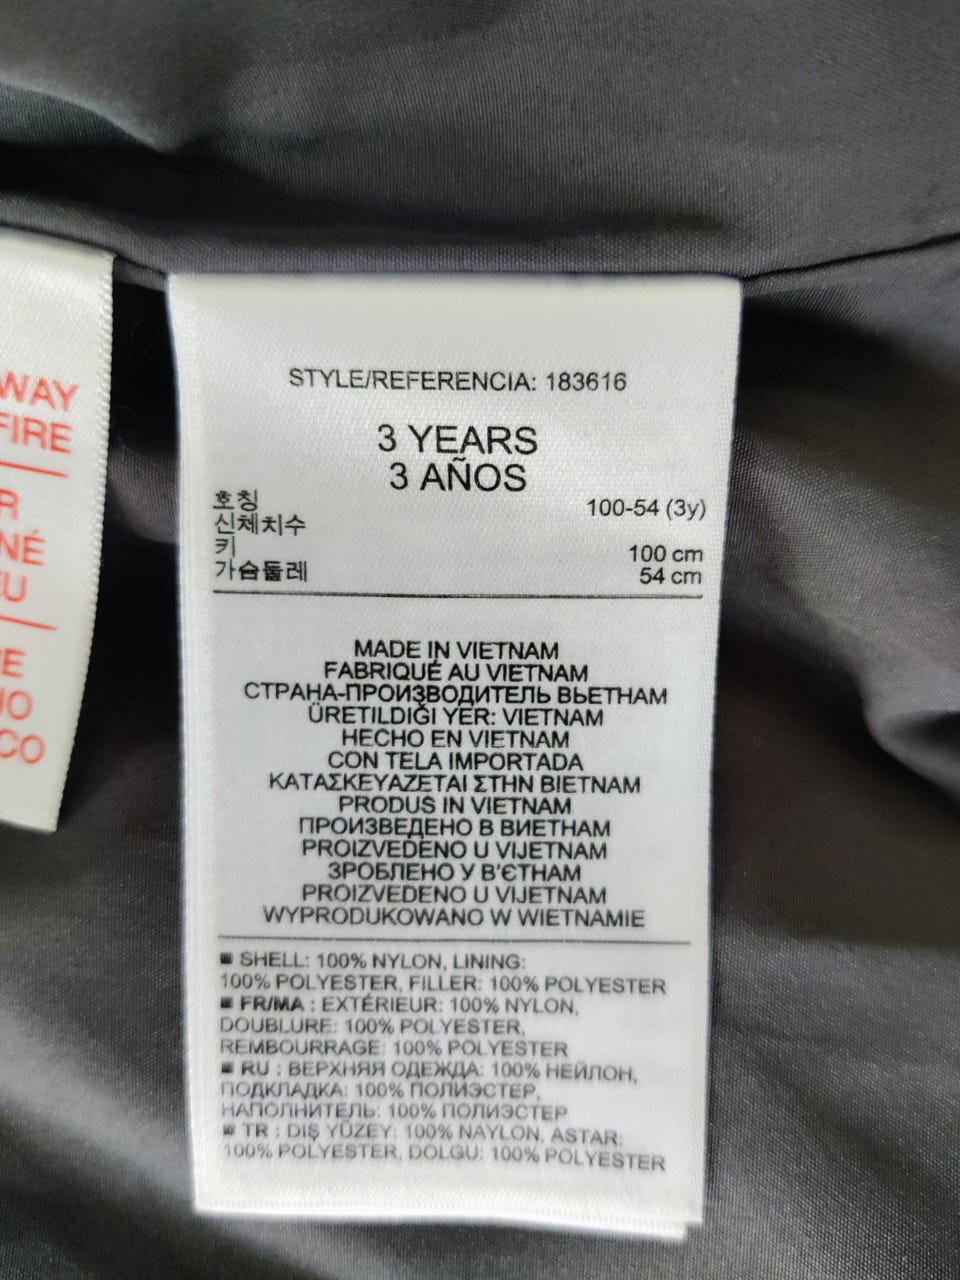 WAY
FIRE
R
NÉ
EU
RE
JO
CO
STYLE/REFERENCIA: 183616
3 YEARS
3 AÑOS
호칭 100-54 (3y)
신체치수
키 100 cm
가슴둘레 54 cm
MADE IN VIETNAM
FABRIQUÉ AU VIETNAM
СТРАНА-ПРОИЗВОДИТЕЛЬ ВЬЕТНАМ
ÜRETILDIĞI YER: VIETNAM
HECHO EN VIETNAM
CON TELA IMPORTADA
ΚΑΤΑΣΚΕΥΑΖΕΤΑΙ ΣΤΗΝ ΒΙΕΤΝΑΜ
PRODUS IN VIETNAM
ПРОИЗВЕДЕНО В ВИЕТНАМ
PROIZVEDENO U VIJETNAM
ЗРОБЛЕНО У В'ЄТНАМ
PROIZVEDENO U VIJETNAM
WYPRODUKOWANO W WIETNAMIE
■ SHELL: 100% NYLON, LINING:
100% POLYESTER, FILLER: 100% POLYESTER
■ FR/MA : EXTÉRIEUR: 100% NYLON,
DOUBLURE: 100% POLYESTER,
REMBOURRAGE: 100% POLYESTER
■ RU : ВЕРХНЯЯ ОДЕЖДА: 100% НЕЙЛОН,
ПОДКЛАДКА: 100% ПОЛИЭСТЕР,
НАПОЛНИТЕЛЬ: 100% ПОЛИЭСТЕР
■ TR : DIŞ YÜZEY: 100% NAYLON, ASTAR:
100% POLYESTER, DOLGU: 100% POLYESTER